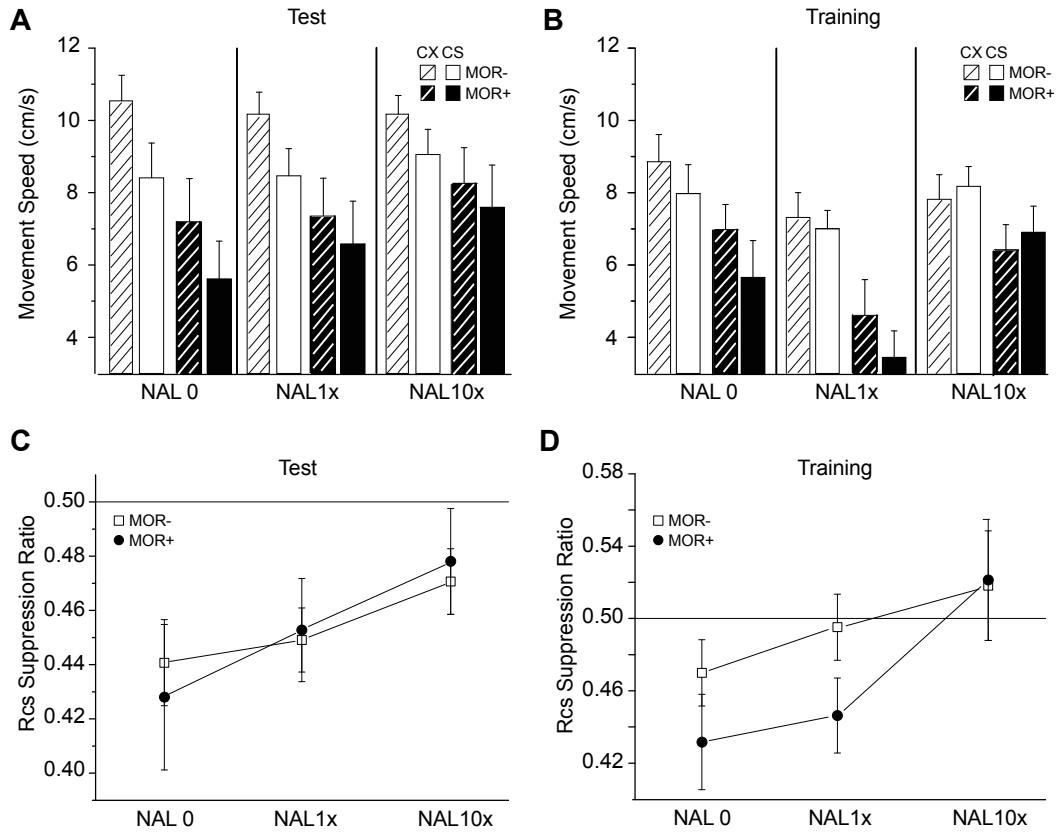 A
Test
12
10
8
6
4
Movement Speed (cm/s)
CX CS
MOR-
MOR+
NAL 0
NAL1x
NAL10x
B
Training
12
10
8
6
4
Movement Speed (cm/s)
CX CS
MOR-
MOR+
NAL 0
NAL1x
NAL10x
C
Test
0.50
0.48
0.46
0.44
0.42
0.40
Rcs Suppression Ratio
MOR-
MOR+
NAL 0
NAL1x
NAL10x
D
Training
0.58
0.54
0.50
0.46
0.42
Rcs Suppression Ratio
MOR-
MOR+
NAL 0
NAL1x
NAL10x